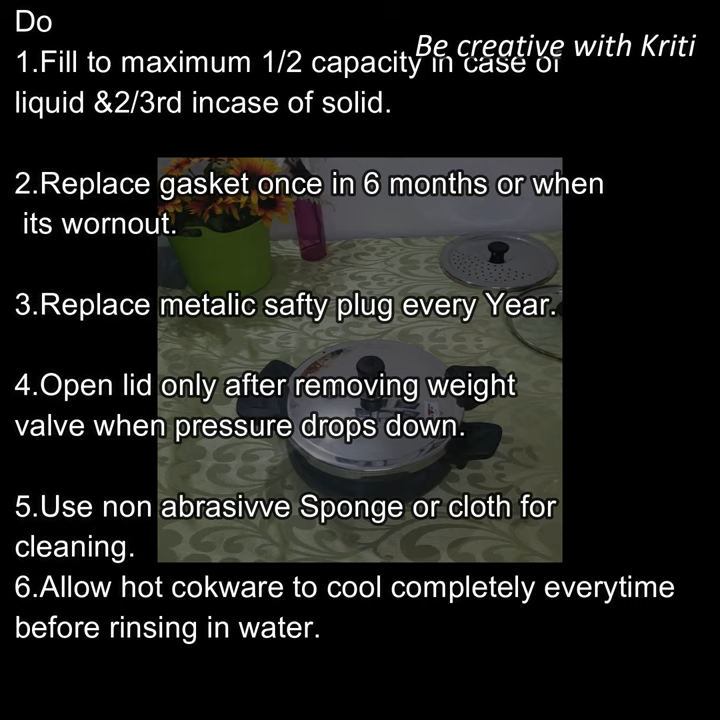 Do
Be creative with Kriti
1.Fill to maximum 1/2 capacity in case of
liquid &2/3rd incase of solid.
2.Replace gasket once in 6 months or when
its wornout.
3.Replace metalic safty plug every Year.
4.Open lid only after removing weight
valve when pressure drops down.
5.Use non abrasivve Sponge or cloth for
cleaning.
6.Allow hot cokware to cool completely everytime
before rinsing in water.